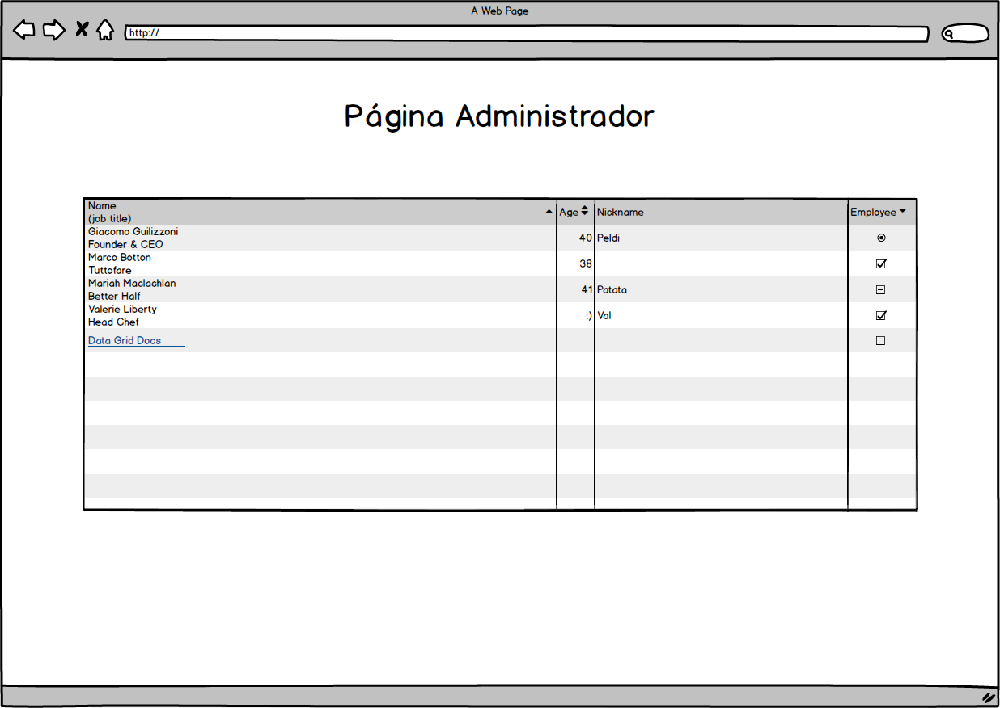 A Web Page
http://
Página Administrador
Name
(job title)
Age
Nickname
Employee
Giacomo Guilizzoni
Founder & CEO
40
Peldi
Marco Botton
Tuttofare
38
Mariah Maclachlan
Better Half
41
Patata
Valerie Liberty
Head Chef
:)
Val
Data Grid Docs